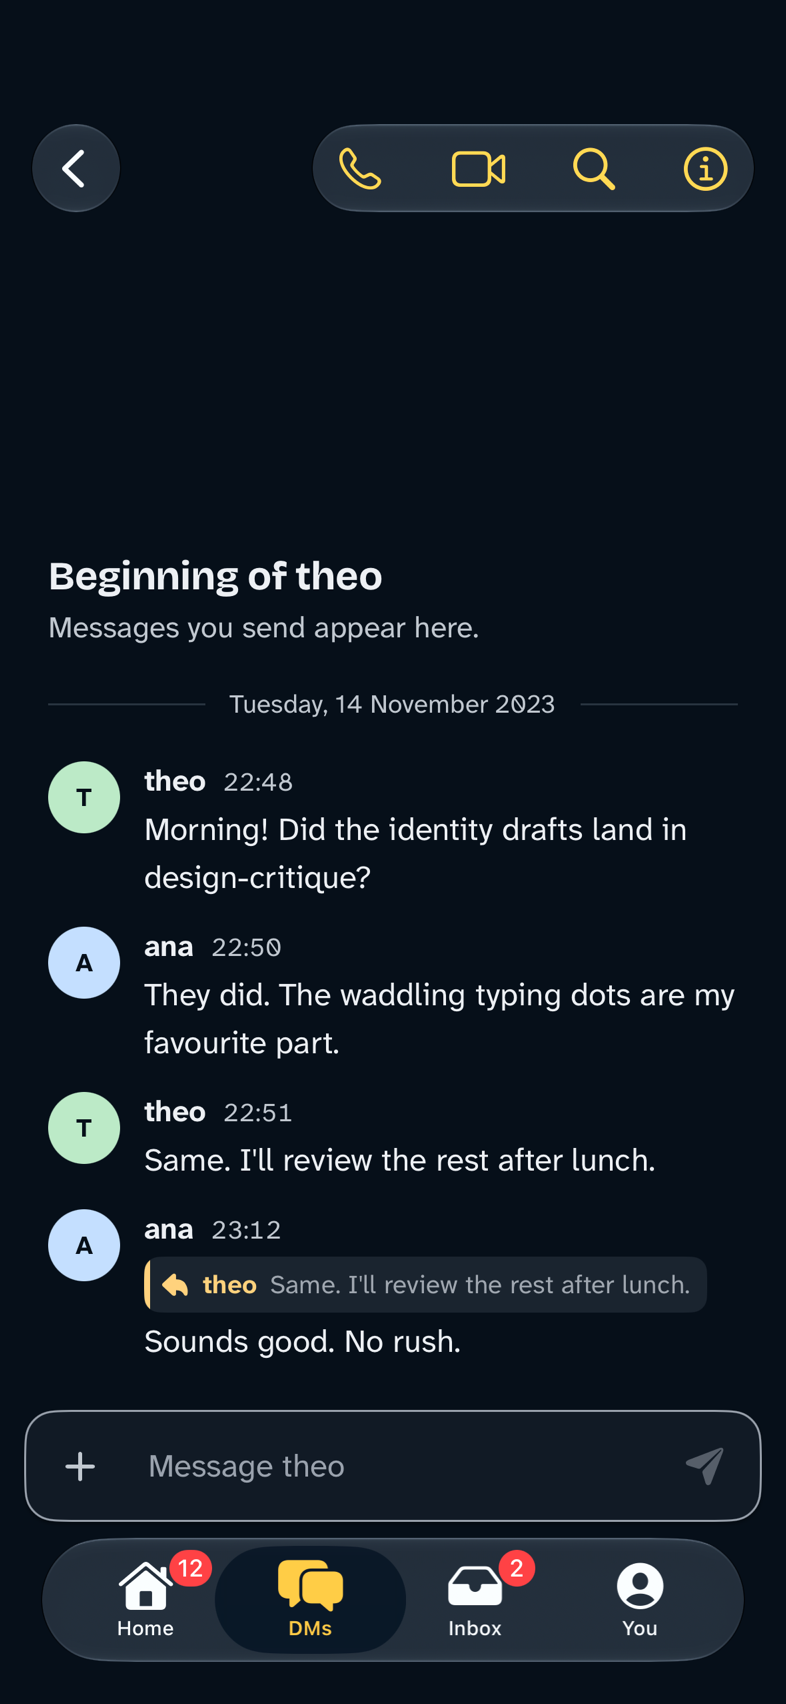 Beginning of theo
Messages you send appear here.
Tuesday, 14 November 2023
T
theo 22:48
Morning! Did the identity drafts land in
design-critique?
A
ana 22:50
They did. The waddling typing dots are my
favourite part.
T
theo 22:51
Same. I'll review the rest after lunch.
A
ana 23:12
theo Same. I'll review the rest after lunch.
Sounds good. No rush.
Message theo
12
2
Home DMs Inbox You